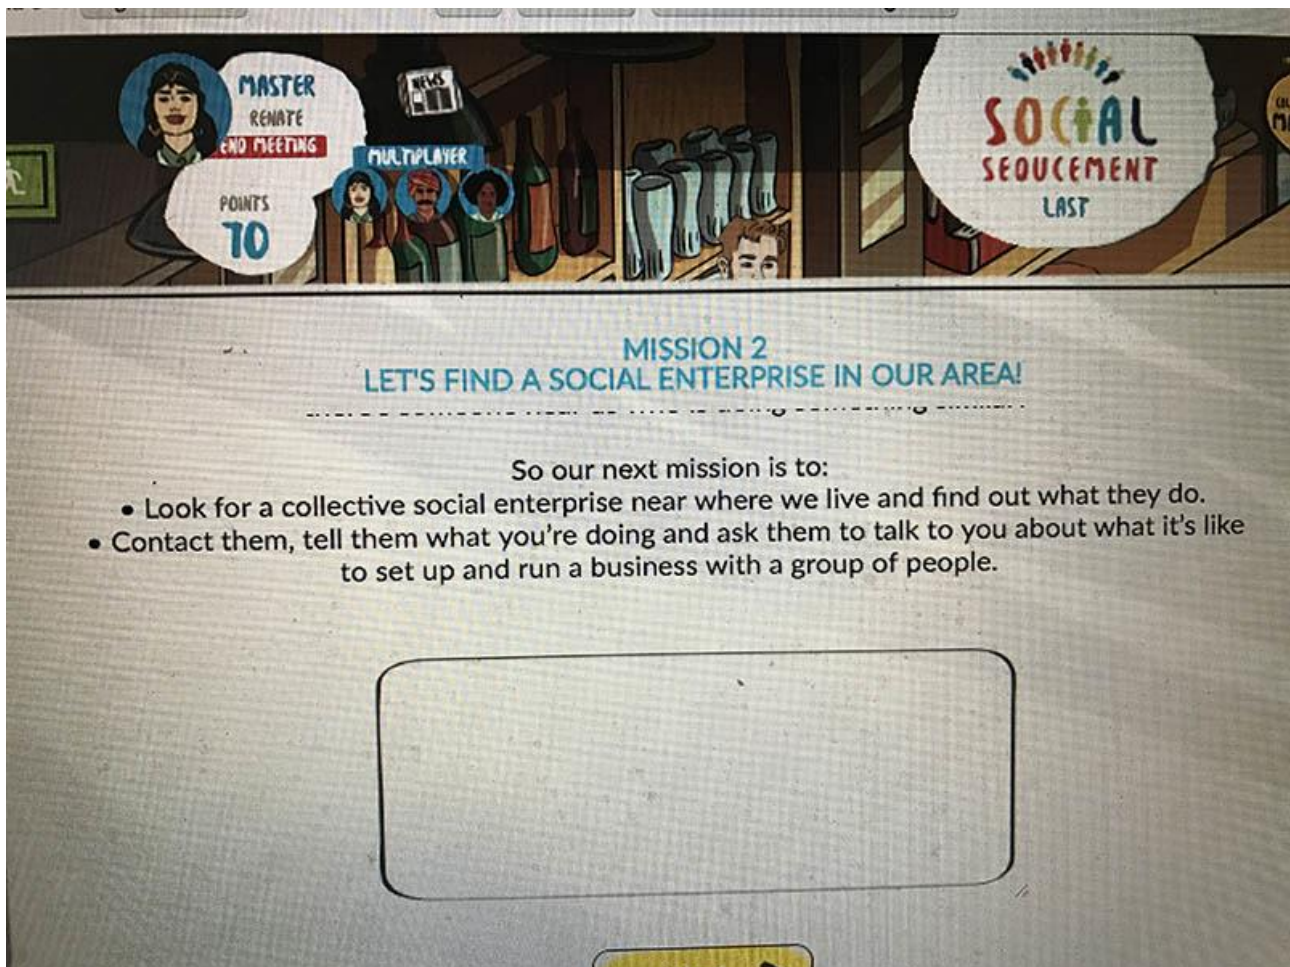 MASTER
RENATE
END MEETING
POINTS
10
NEWS
MULTIPLAYER
SOCIAL
SEDUCEMENT
LAST
MISSION 2
LET'S FIND A SOCIAL ENTERPRISE IN OUR AREA!
So our next mission is to:
• Look for a collective social enterprise near where we live and find out what they do.
• Contact them, tell them what you're doing and ask them to talk to you about what it's like
to set up and run a business with a group of people.